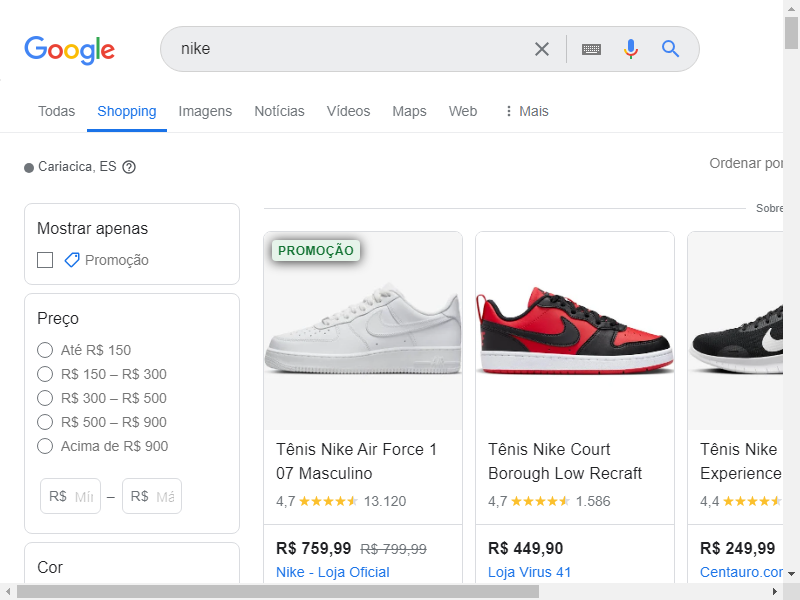 Google
nike
Todas Shopping Imagens Notícias Vídeos Maps Web Mais
Cariacica, ES
Ordenar por
Sobre
Mostrar apenas
Promoção
Preço
Até R$ 150
R$ 150 – R$ 300
R$ 300 – R$ 500
R$ 500 – R$ 900
Acima de R$ 900
R$ Mín – R$ Má
Cor
PROMOÇÃO
Tênis Nike Air Force 1
07 Masculino
4,7 13.120
R$ 759,99 R$ 799,99
Nike - Loja Oficial
Tênis Nike Court
Borough Low Recraft
4,7 1.586
R$ 449,90
Loja Virus 41
Tênis Nike
Experience
4,4
R$ 249,99
Centauro.com